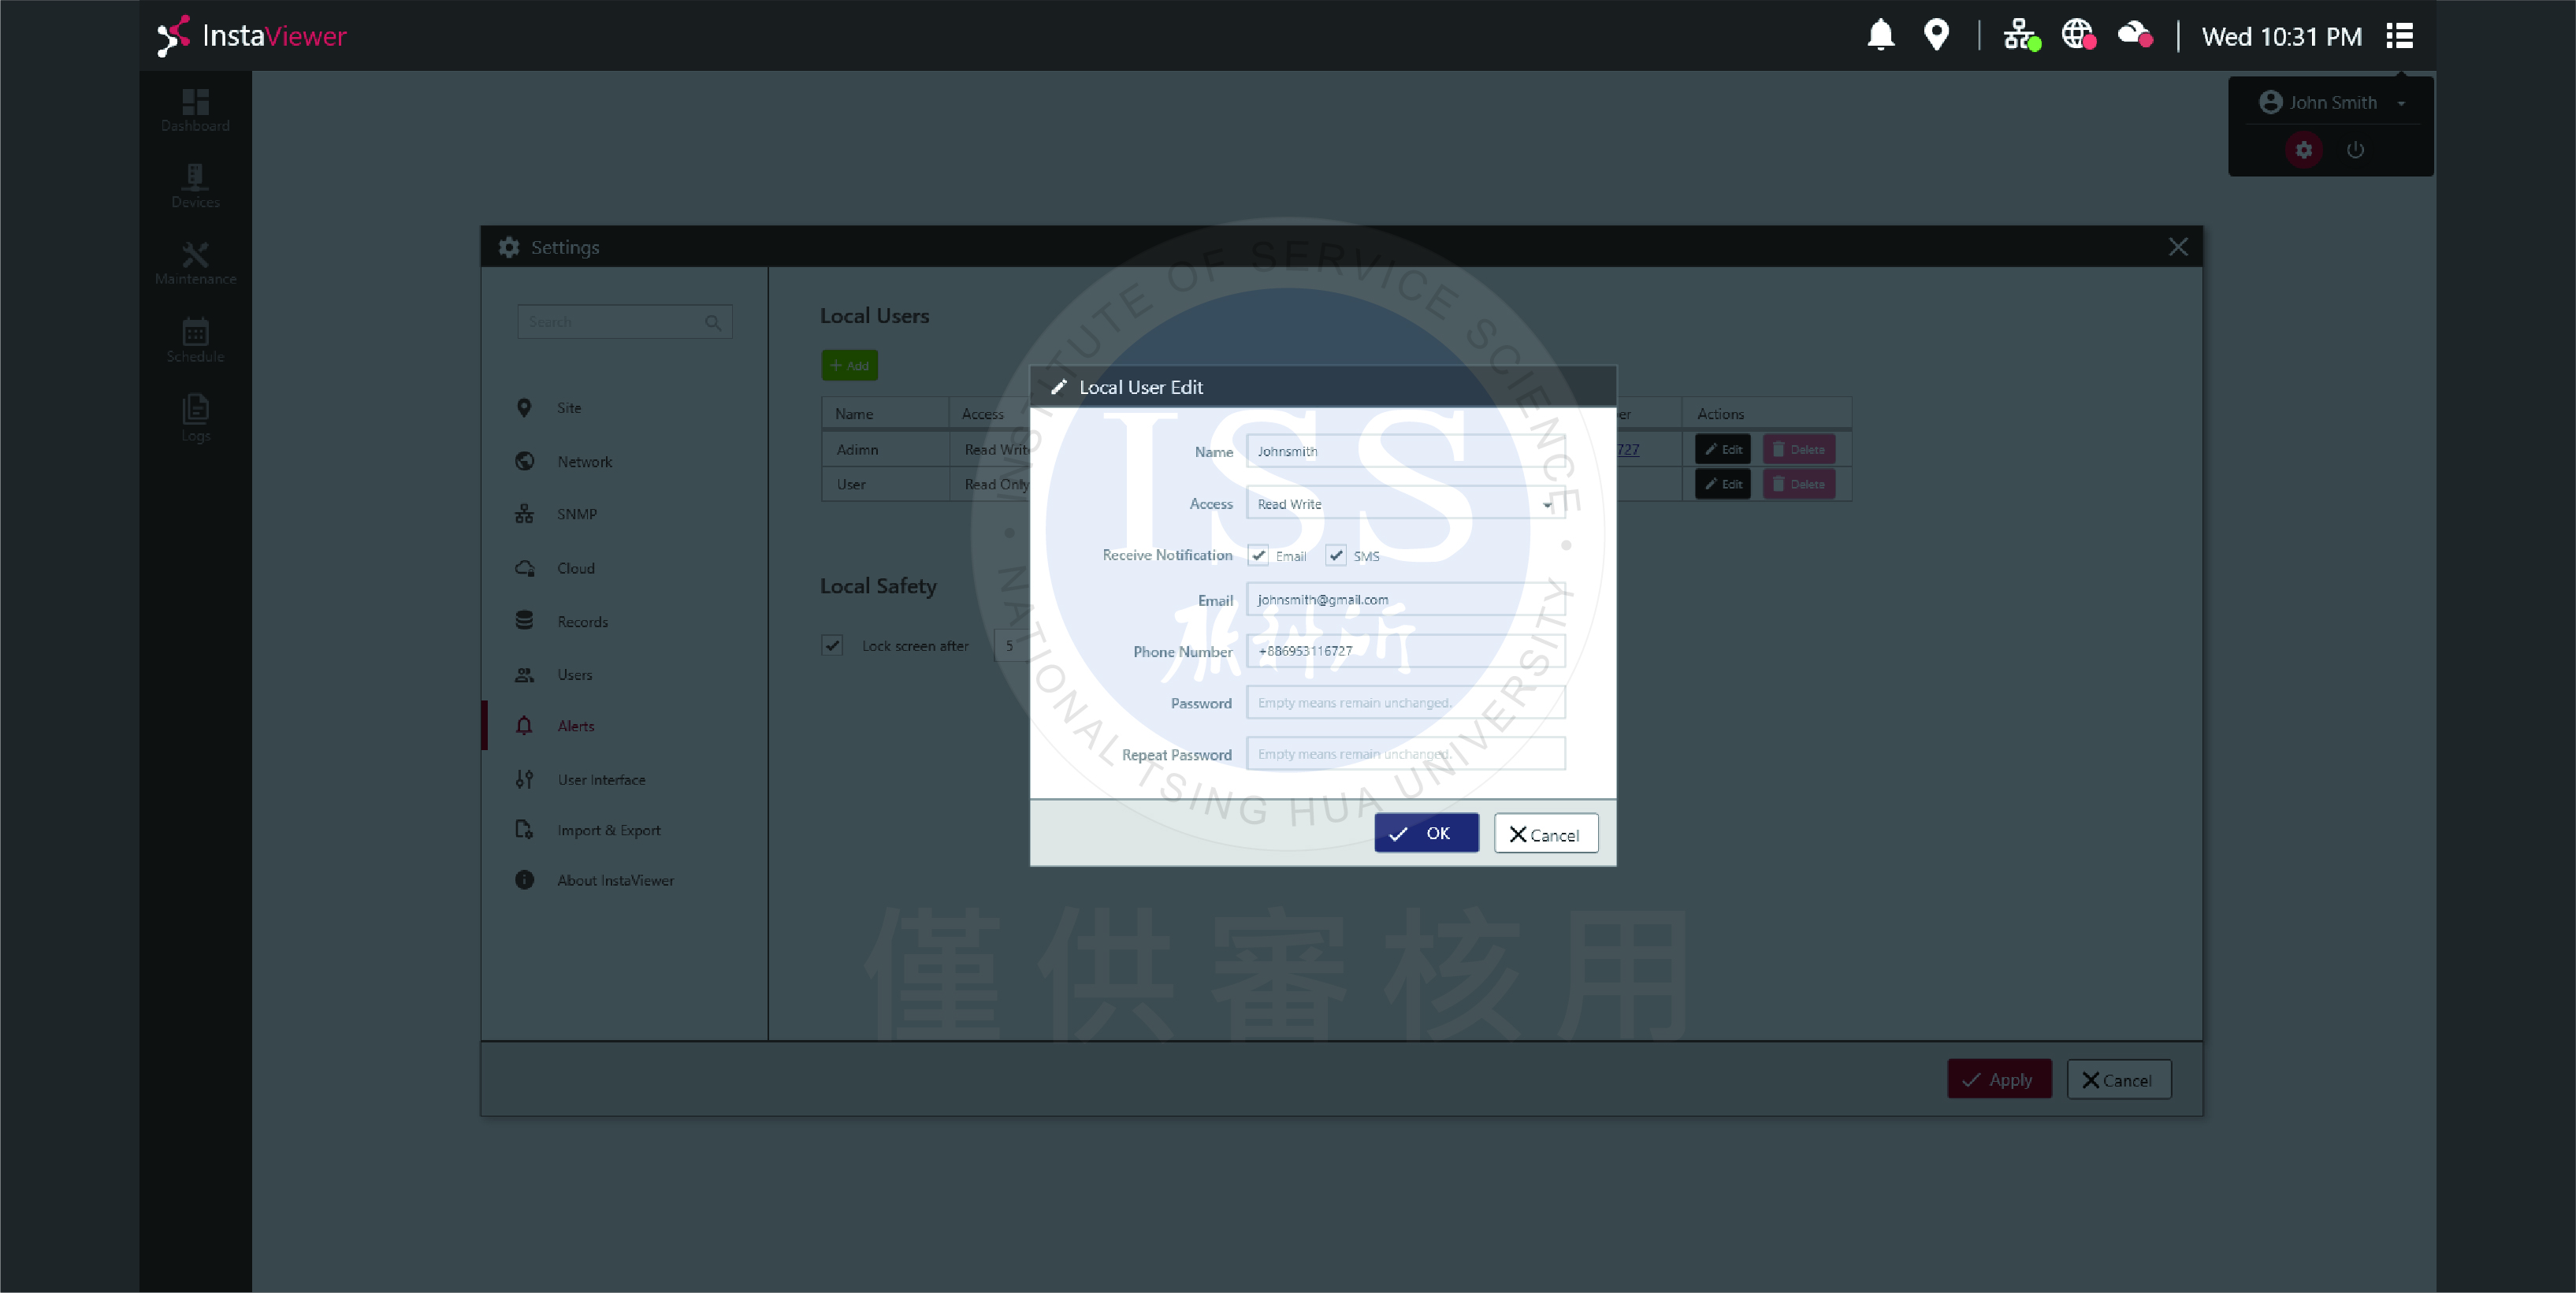 InstaViewer
Wed 10:31 PM
John Smith
Dashboard
Devices
Maintenance
Schedule
Logs
Settings
Search
Site
Network
SNMP
Cloud
Records
Users
Alerts
User Interface
Import & Export
About InstaViewer
Local Users
+ Add
Name Access er Actions
Adimn Read Writ 727 Edit Delete
User Read Only Edit Delete
Local Safety
Lock screen after 5
Local User Edit
Name Johnsmith
Access Read Write
Receive Notification Email SMS
Email johnsmith@gmail.com
Phone Number +886953116727
Password Empty means remain unchanged.
Repeat Password Empty means remain unchanged.
OK Cancel
Apply Cancel
INSTITUTE OF SERVICE SCIENCE
ISS
服科所
NATIONAL TSING HUA UNIVERSITY
僅供審核用